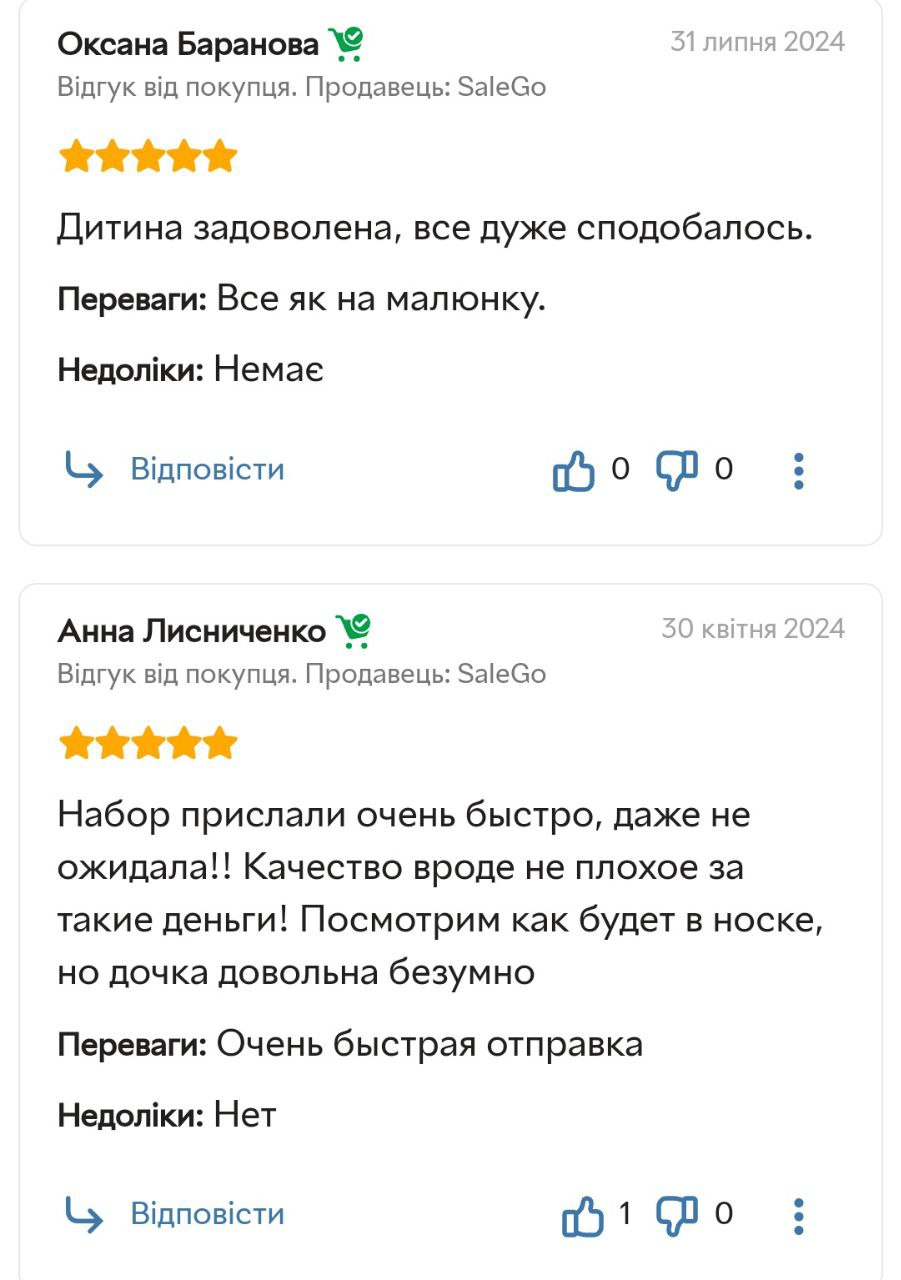 Оксана Баранова
31 липня 2024
Відгук від покупця. Продавець: SaleGo
Дитина задоволена, все дуже сподобалось.
Переваги: Все як на малюнку.
Недоліки: Немає
Відповісти
0
0
Анна Лисниченко
30 квітня 2024
Відгук від покупця. Продавець: SaleGo
Набор прислали очень быстро, даже не
ожидала!! Качество вроде не плохое за
такие деньги! Посмотрим как будет в носке,
но дочка довольна безумно
Переваги: Очень быстрая отправка
Недоліки: Нет
Відповісти
1
0